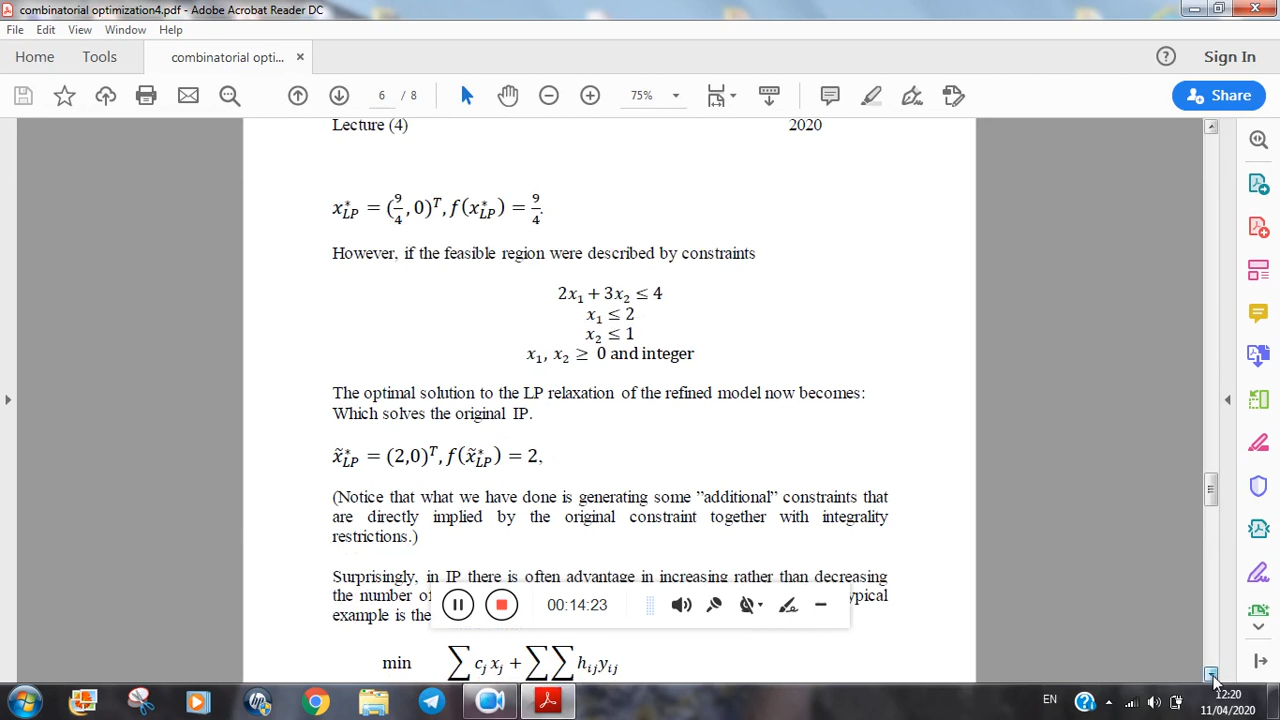 combinatorial optimization4.pdf - Adobe Acrobat Reader DC
File Edit View Window Help
Home Tools combinatorial opti... × Sign In
6 / 8 75% Share
Lecture (4) 2020
x*_LP = (9/4, 0)^T, f(x*_LP) = 9/4.
However, if the feasible region were described by constraints
2x₁ + 3x₂ ≤ 4
x₁ ≤ 2
x₂ ≤ 1
x₁, x₂ ≥ 0 and integer
The optimal solution to the LP relaxation of the refined model now becomes:
Which solves the original IP.
x̃*_LP = (2,0)^T, f(x̃*_LP) = 2,
(Notice that what we have done is generating some ”additional” constraints that
are directly implied by the original constraint together with integrality
restrictions.)
Surprisingly, in IP there is often advantage in increasing rather than decreasing
the number of typical
example is the
00:14:23
min ∑ c_j x_j + ∑∑ h_ij y_ij
EN 12:20
11/04/2020